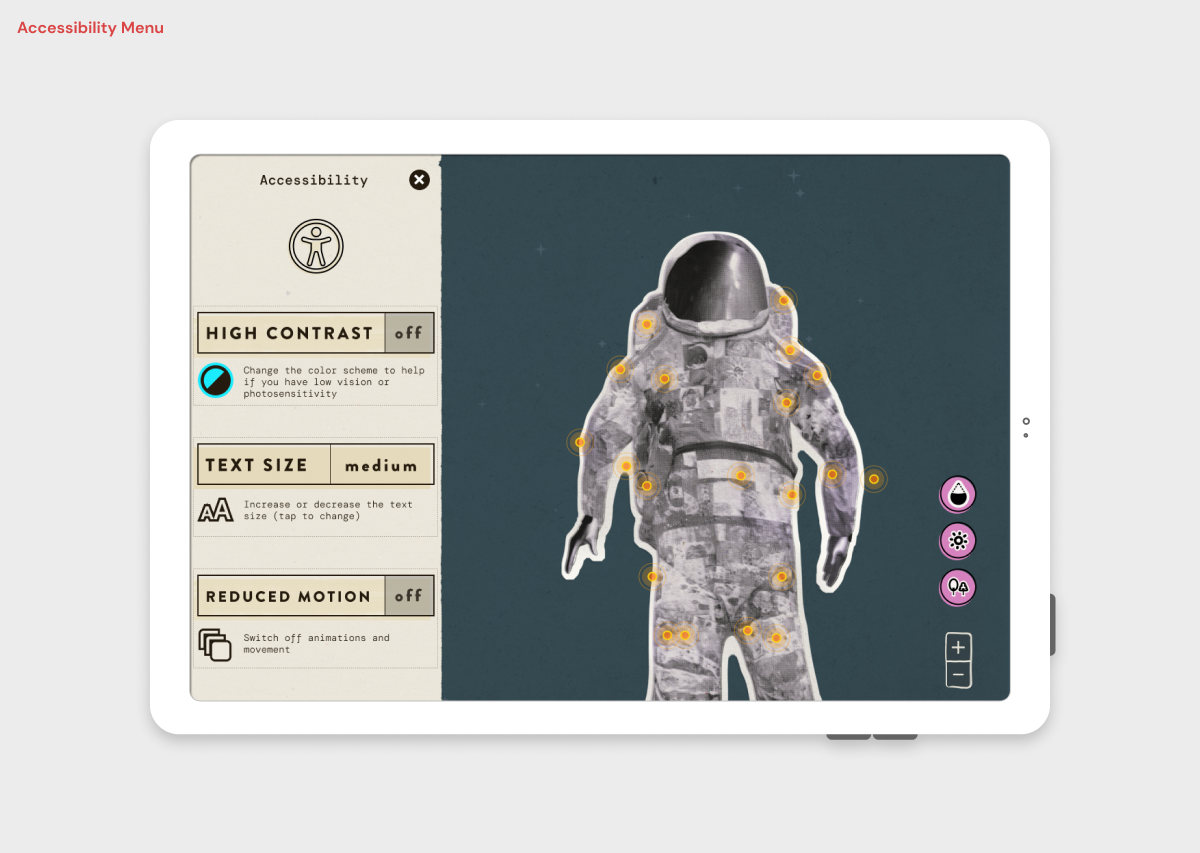 Accessibility Menu
Accessibility
HIGH CONTRAST off
Change the color scheme to help
if you have low vision or
photosensitivity
TEXT SIZE medium
Increase or decrease the text
size (tap to change)
REDUCED MOTION off
Switch off animations and
movement